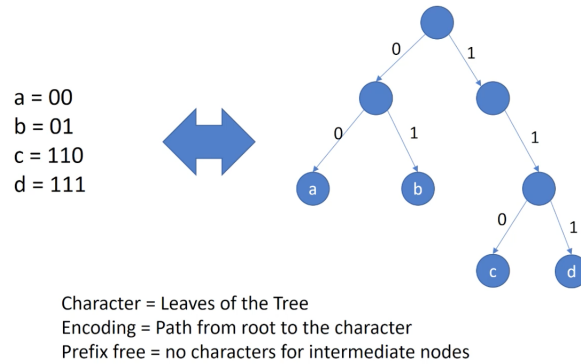 a = 00
b = 01
c = 110
d = 111
0
1
0
1
1
a
b
0
1
c
d
Character = Leaves of the Tree
Encoding = Path from root to the character
Prefix free = no characters for intermediate nodes